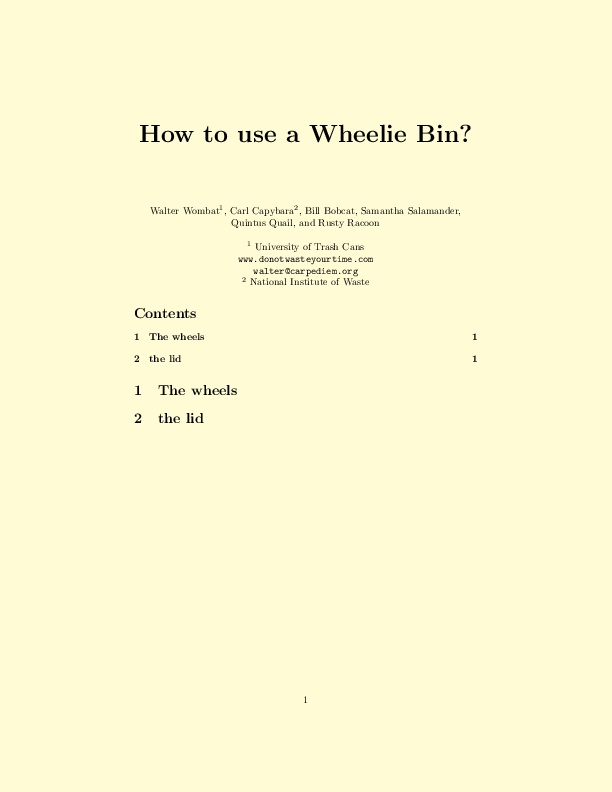 How to use a Wheelie Bin?
Walter Wombat¹, Carl Capybara², Bill Bobcat, Samantha Salamander,
Quintus Quail, and Rusty Racoon
¹ University of Trash Cans
www.donotwasteyourtime.com
walter@carpediem.org
² National Institute of Waste
Contents
1 The wheels 1
2 the lid 1
1 The wheels
2 the lid
1